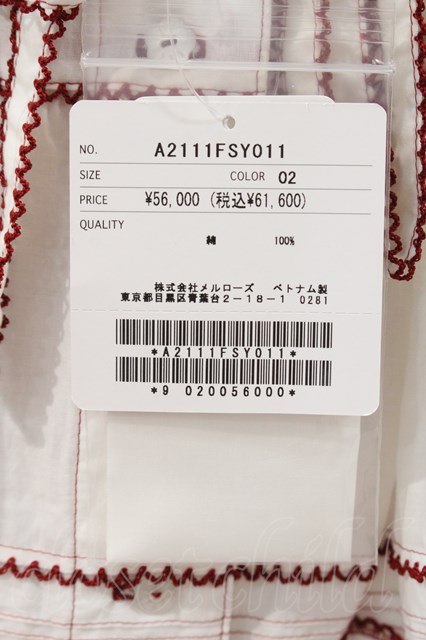 NO. A2111FSY011
SIZE COLOR 02
PRICE ¥56,000 (税込¥61,600)
QUALITY
綿 100%
株式会社メルローズ ベトナム製
東京都目黒区青葉台2-18-1 0281
*A2111FSY011*
*9 020056000*
closetchild